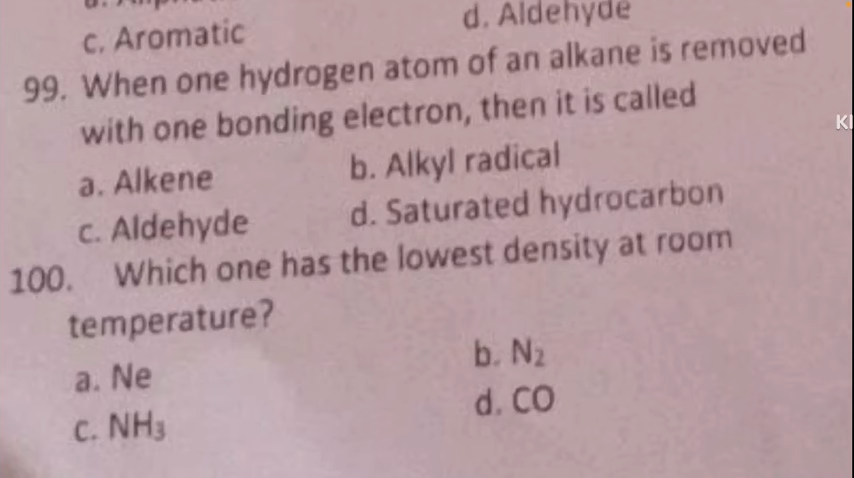 d. Aldehyde
c. Aromatic
99. When one hydrogen atom of an alkane is removed
with one bonding electron, then it is called
a. Alkene b. Alkyl radical
c. Aldehyde d. Saturated hydrocarbon
100. Which one has the lowest density at room
temperature?
a. Ne b. N₂
c. NH₃ d. CO